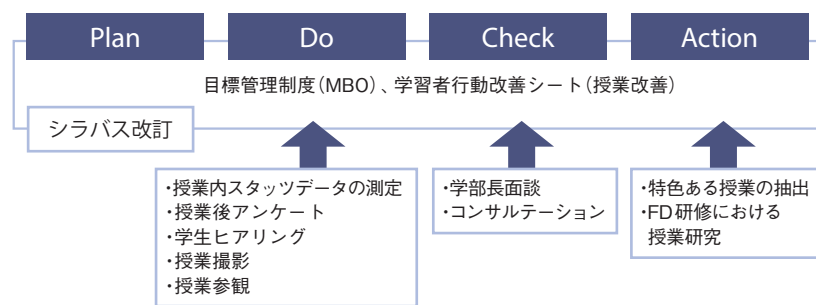 Plan
Do
Check
Action
目標管理制度(MBO)、学習者行動改善シート(授業改善)
シラバス改訂
・授業内スタッツデータの測定
・授業後アンケート
・学生ヒアリング
・授業撮影
・授業参観
・学部長面談
・コンサルテーション
・特色ある授業の抽出
・FD研修における
授業研究